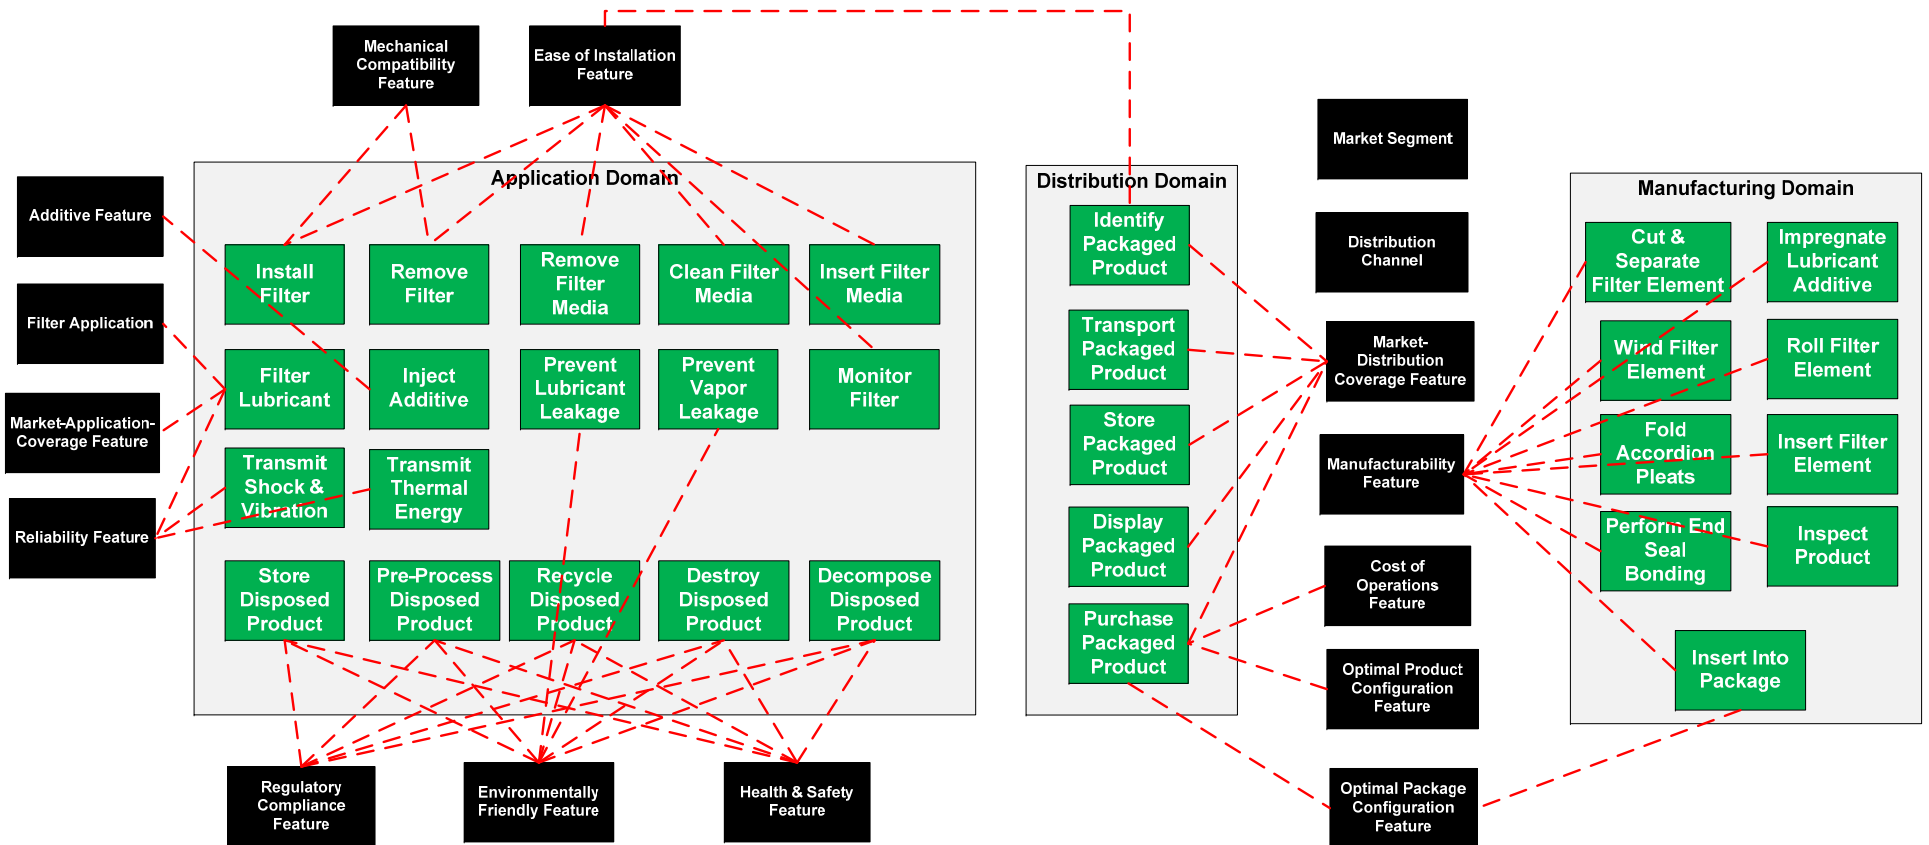 Mechanical
Compatibility
Feature
Ease of Installation
Feature
Market Segment
Distribution
Channel
Market-
Distribution
Coverage Feature
Manufacturability
Feature
Cost of
Operations
Feature
Optimal Product
Configuration
Feature
Optimal Package
Configuration
Feature
Additive Feature
Filter Application
Market-Application-
Coverage Feature
Reliability Feature
Application Domain
Install
Filter
Remove
Filter
Remove
Filter
Media
Clean Filter
Media
Insert Filter
Media
Filter
Lubricant
Inject
Additive
Prevent
Lubricant
Leakage
Prevent
Vapor
Leakage
Monitor
Filter
Transmit
Shock &
Vibration
Transmit
Thermal
Energy
Store
Disposed
Product
Pre-Process
Disposed
Product
Recycle
Disposed
Product
Destroy
Disposed
Product
Decompose
Disposed
Product
Regulatory
Compliance
Feature
Environmentally
Friendly Feature
Health & Safety
Feature
Distribution Domain
Identify
Packaged
Product
Transport
Packaged
Product
Store
Packaged
Product
Display
Packaged
Product
Purchase
Packaged
Product
Manufacturing Domain
Cut &
Separate
Filter Element
Impregnate
Lubricant
Additive
Wind Filter
Element
Roll Filter
Element
Fold
Accordion
Pleats
Insert Filter
Element
Perform End
Seal
Bonding
Inspect
Product
Insert Into
Package